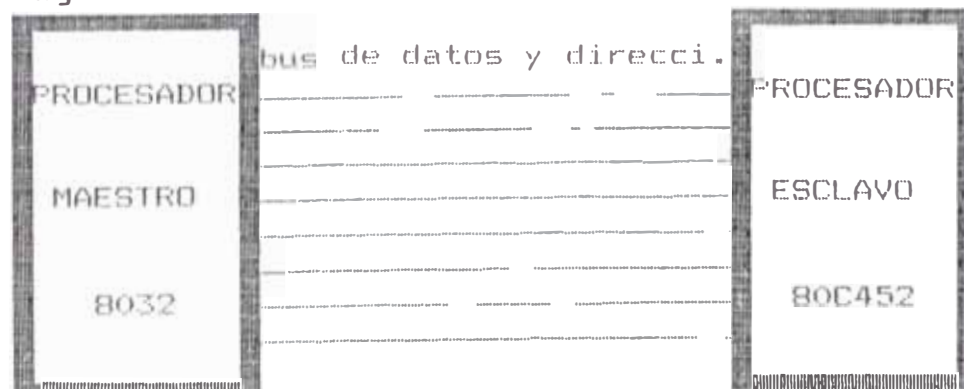 bus de datos y direcci.
PROCESADOR
MAESTRO
8032
PROCESADOR
ESCLAVO
80C452